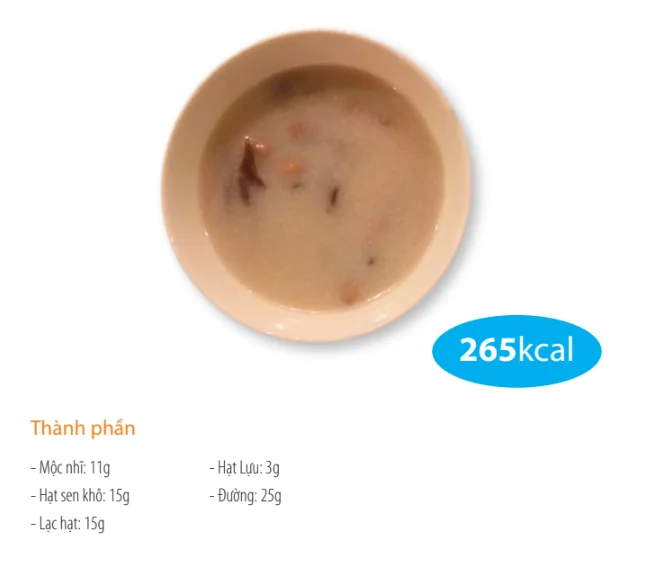 265kcal
Thành phần
- Mộc nhĩ: 11g
- Hạt sen khô: 15g
- Lạc hạt: 15g
- Hạt Lựu: 3g
- Đường: 25g